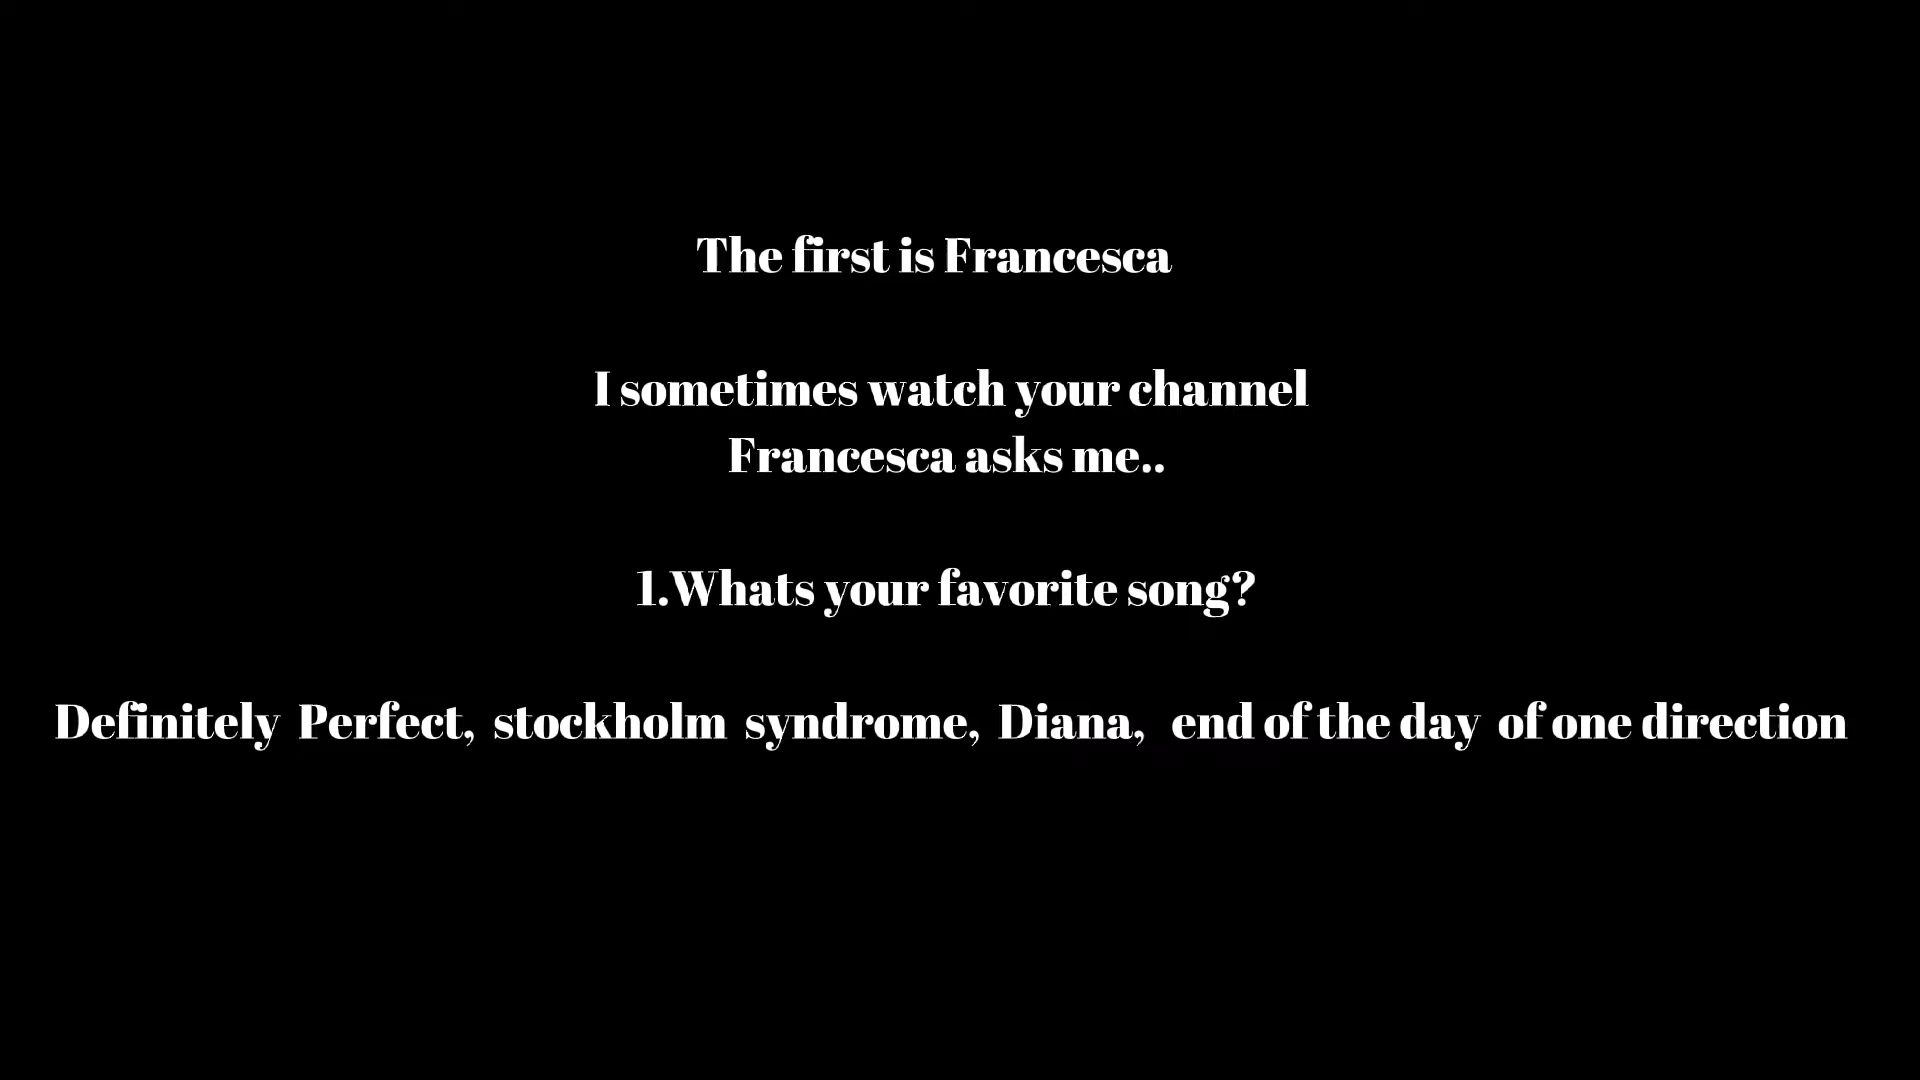 The first is Francesca
I sometimes watch your channel
Francesca asks me..
1.Whats your favorite song?
Definitely Perfect, stockholm syndrome, Diana, end of the day of one direction